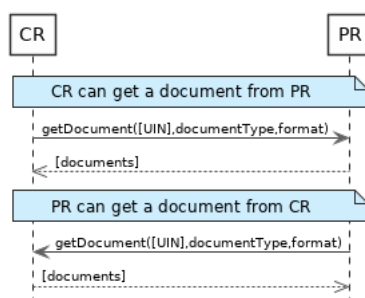 CR PR
CR can get a document from PR
getDocument([UIN],documentType,format)
[documents]
PR can get a document from CR
getDocument([UIN],documentType,format)
[documents]